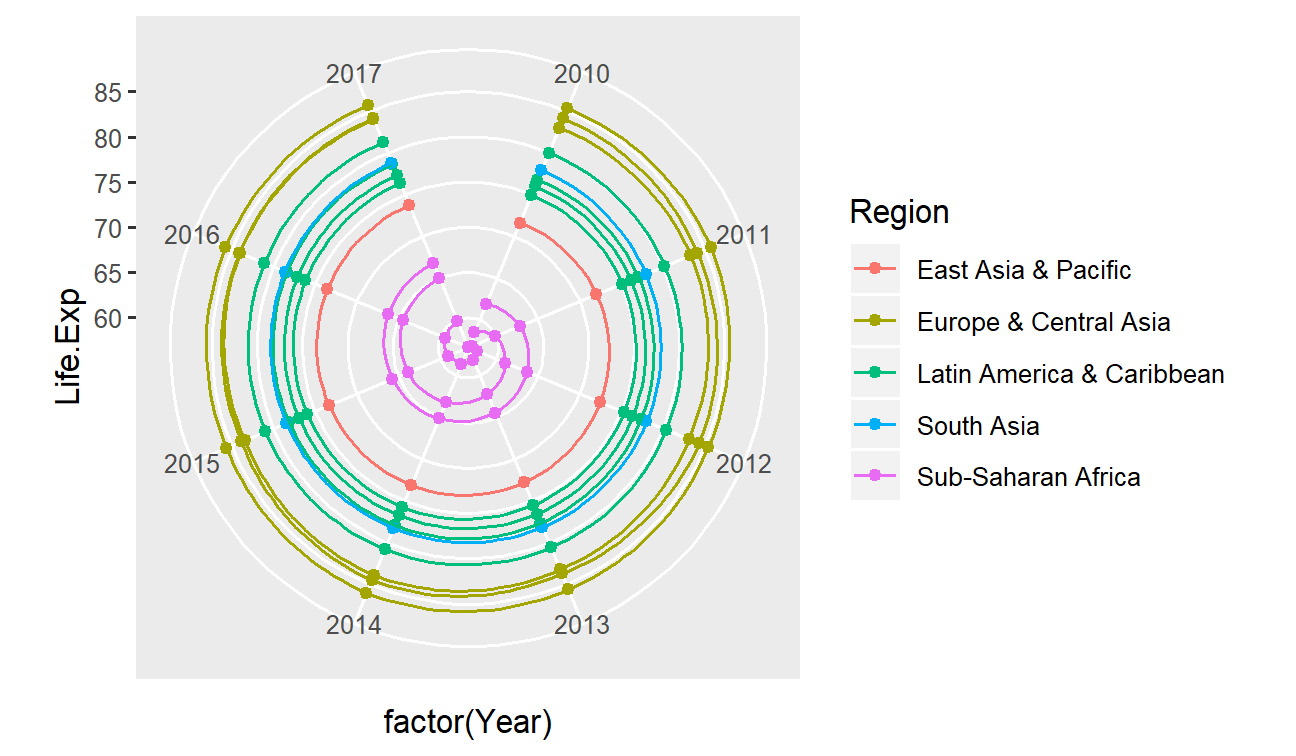 2017
2010
85
80
75
70
65
60
2016
2011
2015
2012
2014
2013
Life.Exp
factor(Year)
Region
East Asia & Pacific
Europe & Central Asia
Latin America & Caribbean
South Asia
Sub-Saharan Africa